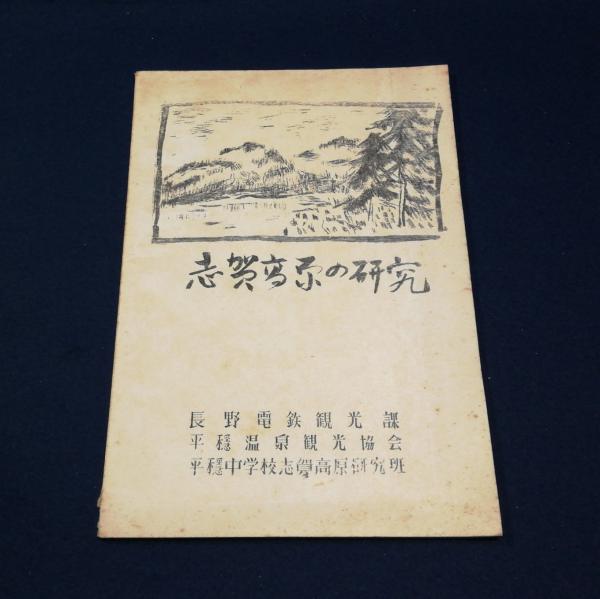 志賀高原の研究
長野電鉄観光課
平穏温泉観光協会
平穏中学校志賀高原研究班